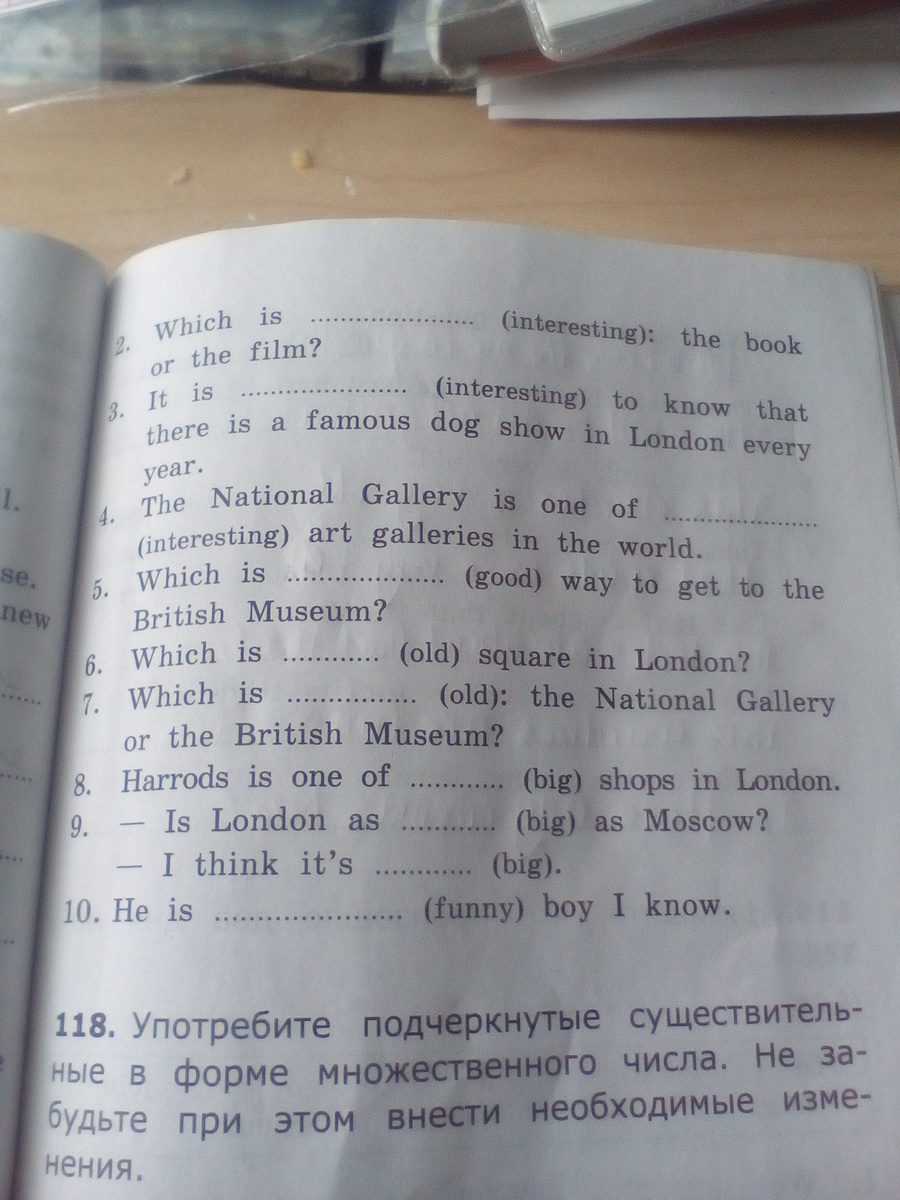 2. Which is ..................... (interesting): the book
or the film?
3. It is ..................... (interesting) to know that
there is a famous dog show in London every
year.
4. The National Gallery is one of ....................
(interesting) art galleries in the world.
5. Which is .................... (good) way to get to the
British Museum?
6. Which is ............ (old) square in London?
7. Which is ................ (old): the National Gallery
or the British Museum?
8. Harrods is one of ............ (big) shops in London.
9. — Is London as ............ (big) as Moscow?
— I think it's ............ (big).
10. He is ........................ (funny) boy I know.
118. Употребите подчеркнутые существитель-
ные в форме множественного числа. Не за-
будьте при этом внести необходимые изме-
нения.
l.
se.
new